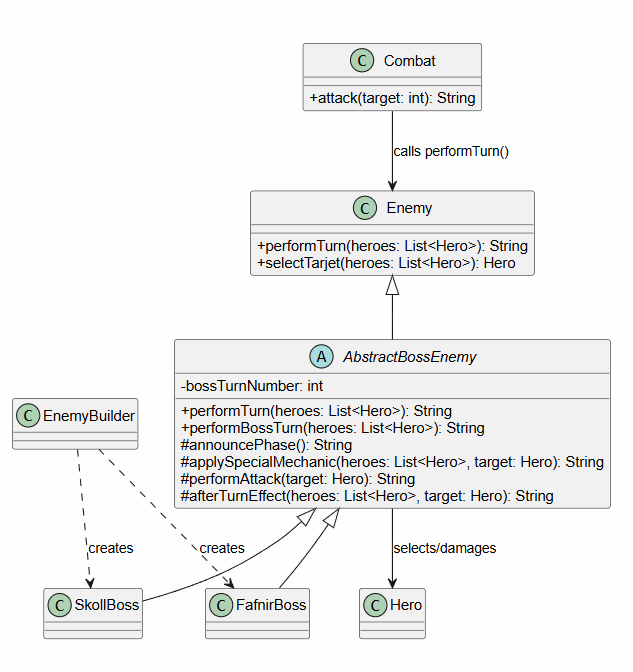 C Combat
+attack(target: int): String
calls performTurn()
C Enemy
+performTurn(heroes: List<Hero>): String
+selectTarjet(heroes: List<Hero>): Hero
A AbstractBossEnemy
-bossTurnNumber: int
+performTurn(heroes: List<Hero>): String
+performBossTurn(heroes: List<Hero>): String
#announcePhase(): String
#applySpecialMechanic(heroes: List<Hero>, target: Hero): String
#performAttack(target: Hero): String
#afterTurnEffect(heroes: List<Hero>, target: Hero): String
C EnemyBuilder
creates
creates
selects/damages
C SkollBoss
C FafnirBoss
C Hero